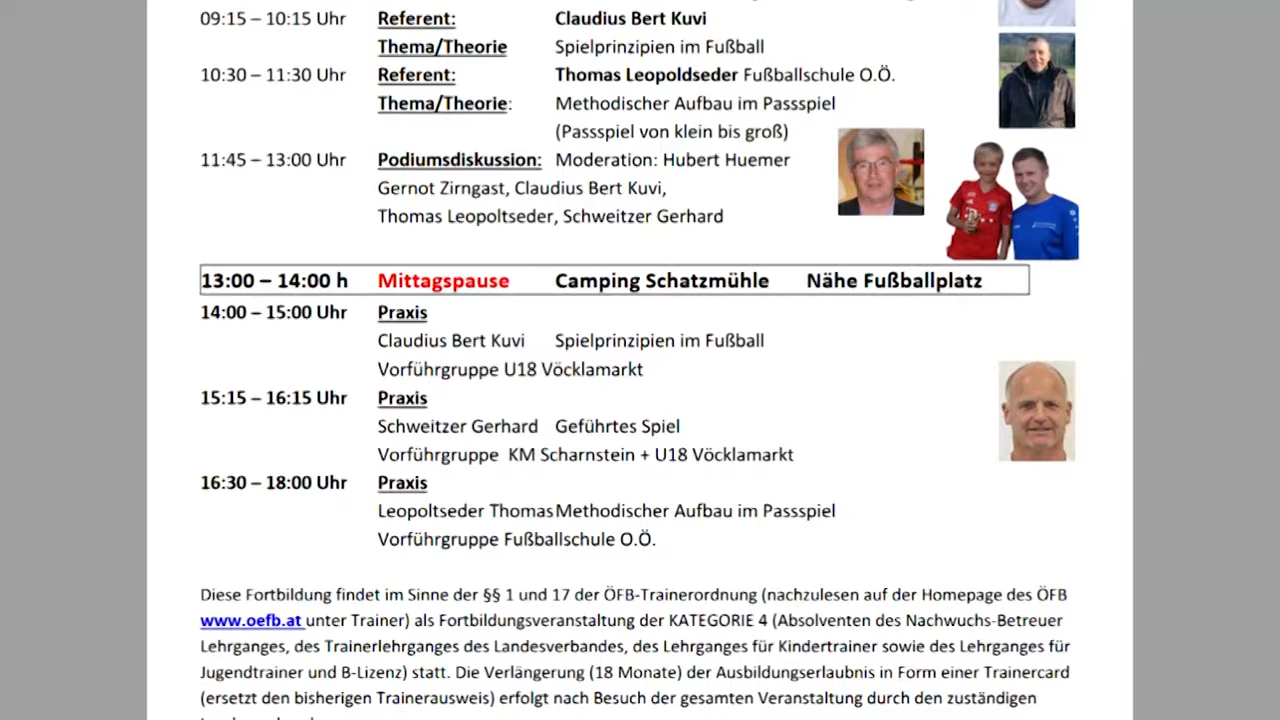 09:15 – 10:15 Uhr Referent: Claudius Bert Kuvi
Thema/Theorie Spielprinzipien im Fußball
10:30 – 11:30 Uhr Referent: Thomas Leopoldseder Fußballschule O.Ö.
Thema/Theorie: Methodischer Aufbau im Passspiel
(Passspiel von klein bis groß)
11:45 – 13:00 Uhr Podiumsdiskussion: Moderation: Hubert Huemer
Gernot Zirngast, Claudius Bert Kuvi,
Thomas Leopoltseder, Schweitzer Gerhard
13:00 – 14:00 h Mittagspause Camping Schatzmühle Nähe Fußballplatz
14:00 – 15:00 Uhr Praxis
Claudius Bert Kuvi Spielprinzipien im Fußball
Vorführgruppe U18 Vöcklamarkt
15:15 – 16:15 Uhr Praxis
Schweitzer Gerhard Geführtes Spiel
Vorführgruppe KM Scharnstein + U18 Vöcklamarkt
16:30 – 18:00 Uhr Praxis
Leopoltseder Thomas Methodischer Aufbau im Passspiel
Vorführgruppe Fußballschule O.Ö.
Diese Fortbildung findet im Sinne der §§ 1 und 17 der ÖFB-Trainerordnung (nachzulesen auf der Homepage des ÖFB
www.oefb.at unter Trainer) als Fortbildungsveranstaltung der KATEGORIE 4 (Absolventen des Nachwuchs-Betreuer
Lehrganges, des Trainerlehrganges des Landesverbandes, des Lehrganges für Kindertrainer sowie des Lehrganges für
Jugendtrainer und B-Lizenz) statt. Die Verlängerung (18 Monate) der Ausbildungserlaubnis in Form einer Trainercard
(ersetzt den bisherigen Trainerausweis) erfolgt nach Besuch der gesamten Veranstaltung durch den zuständigen